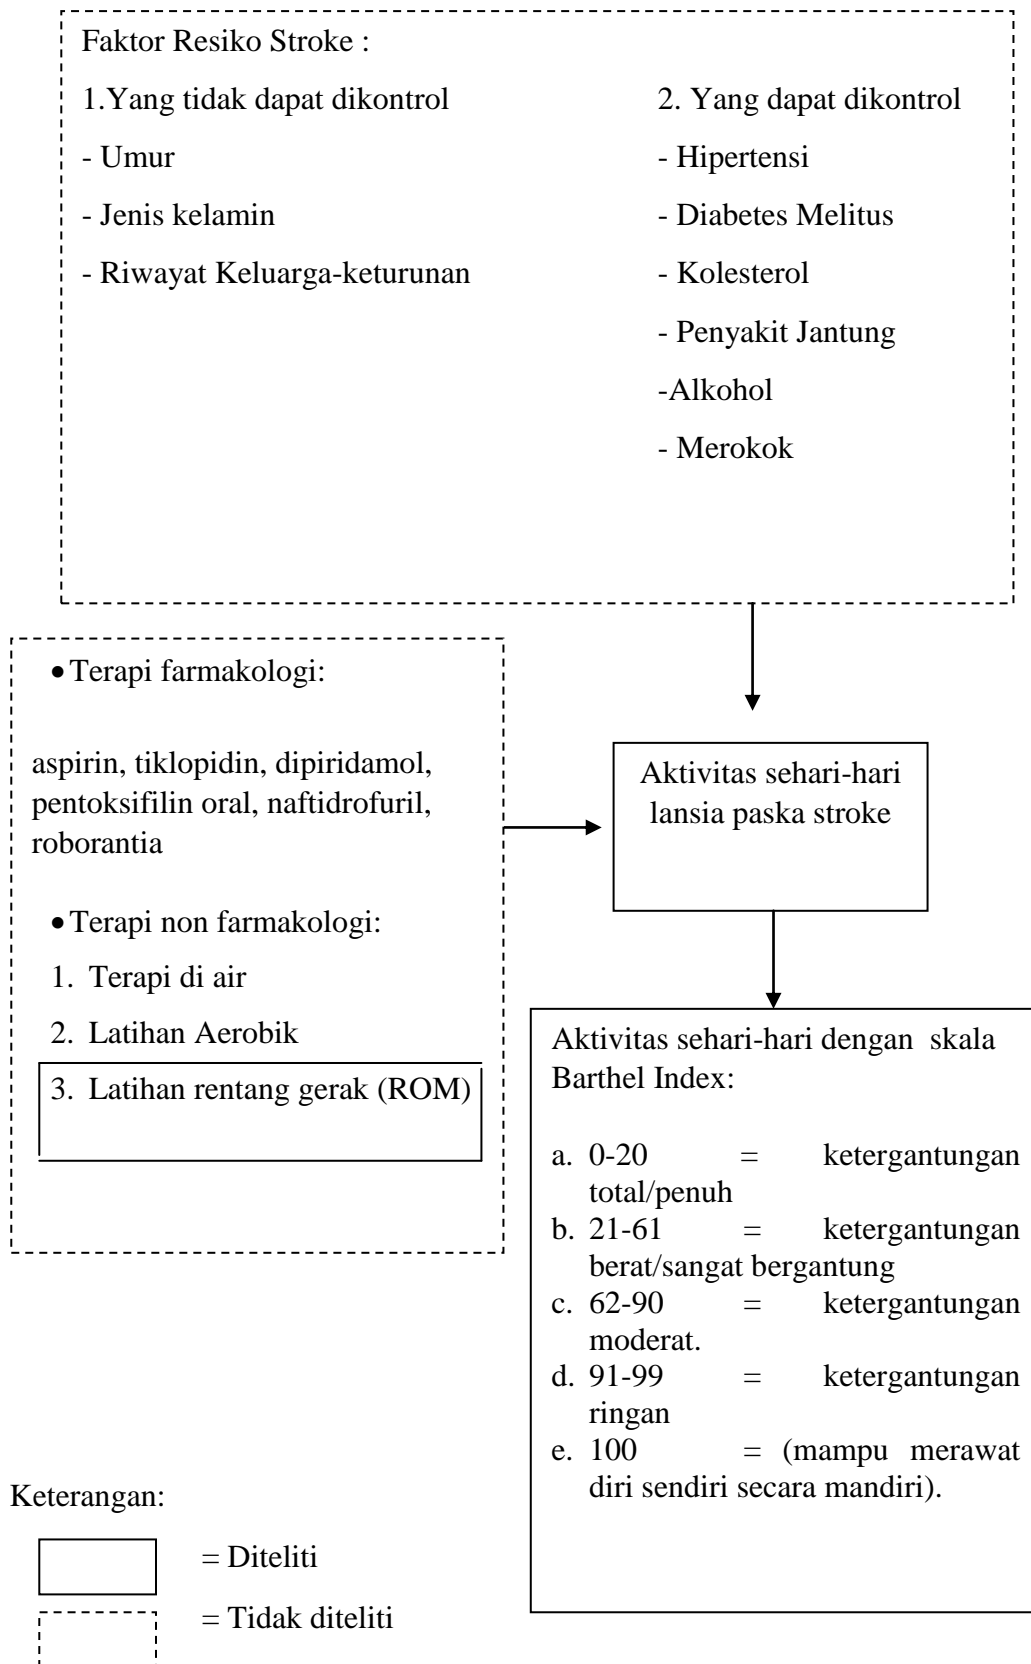 Faktor Resiko Stroke :
1.Yang tidak dapat dikontrol
- Umur
- Jenis kelamin
- Riwayat Keluarga-keturunan
2. Yang dapat dikontrol
- Hipertensi
- Diabetes Melitus
- Kolesterol
- Penyakit Jantung
-Alkohol
- Merokok
• Terapi farmakologi:
aspirin, tiklopidin, dipiridamol,
pentoksifilin oral, naftidrofuril,
roborantia
• Terapi non farmakologi:
1. Terapi di air
2. Latihan Aerobik
3. Latihan rentang gerak (ROM)
Aktivitas sehari-hari
lansia paska stroke
Aktivitas sehari-hari dengan skala
Barthel Index:
a. 0-20 = ketergantungan
total/penuh
b. 21-61 = ketergantungan
berat/sangat bergantung
c. 62-90 = ketergantungan
moderat.
d. 91-99 = ketergantungan
ringan
e. 100 = (mampu merawat
diri sendiri secara mandiri).
Keterangan:
= Diteliti
= Tidak diteliti